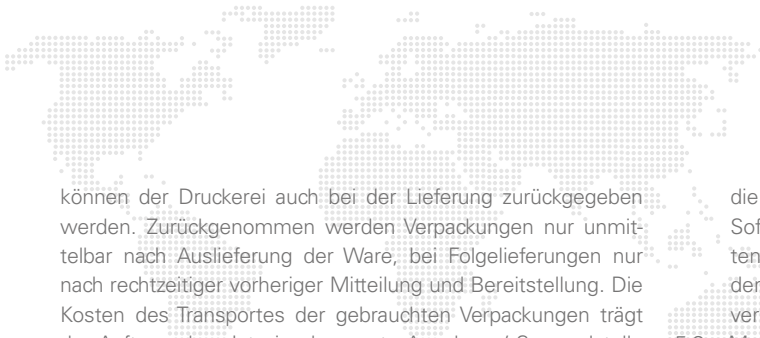 können der Druckerei auch bei der Lieferung zurückgegeben
werden. Zurückgenommen werden Verpackungen nur unmit-
telbar nach Auslieferung der Ware, bei Folgelieferungen nur
nach rechtzeitiger vorheriger Mitteilung und Bereitstellung. Die
Kosten des Transportes der gebrauchten Verpackungen trägt
die
Sof
ten
der
ver